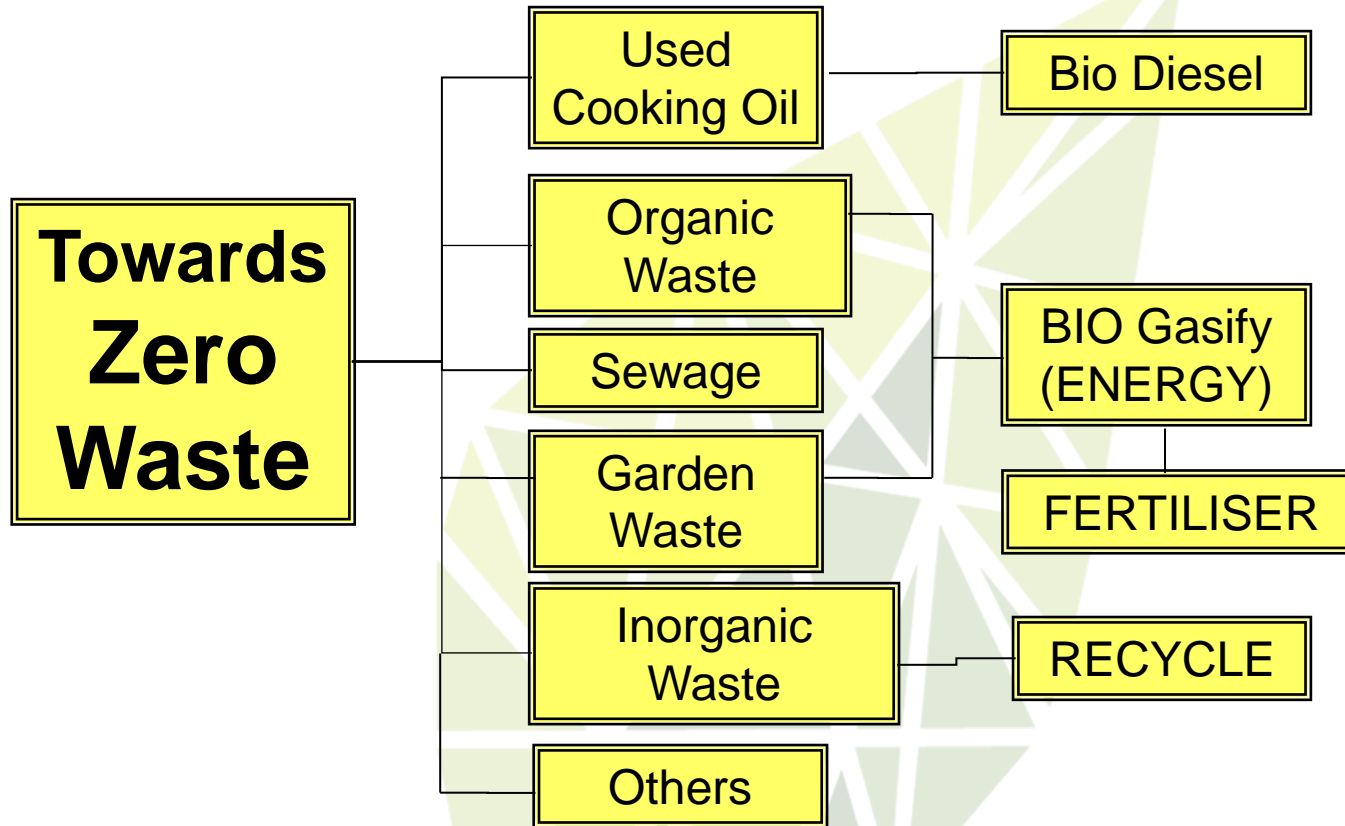 Towards
Zero
Waste
Used
Cooking Oil
Bio Diesel
Organic
Waste
Sewage
BIO Gasify
(ENERGY)
Garden
Waste
FERTILISER
Inorganic
Waste
RECYCLE
Others